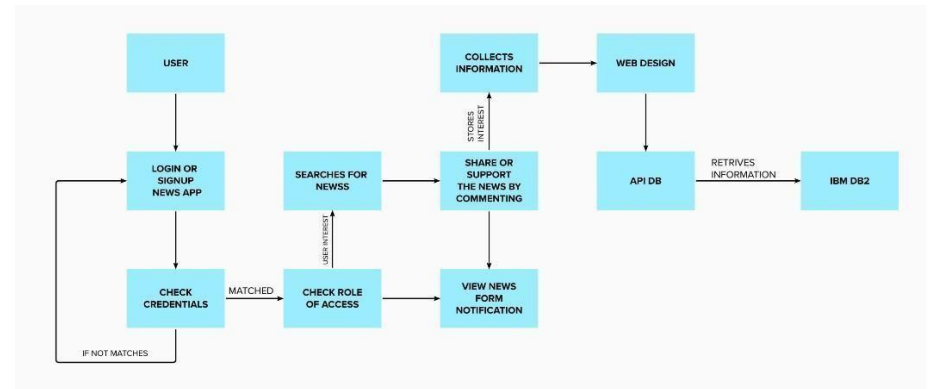 USER
LOGIN OR
SIGNUP
NEWS APP
CHECK
CREDENTIALS
IF NOT MATCHES
MATCHED
CHECK ROLE
OF ACCESS
USER INTEREST
SEARCHES FOR
NEWSS
SHARE OR
SUPPORT
THE NEWS BY
COMMENTING
VIEW NEWS
FORM
NOTIFICATION
STORES
INTEREST
COLLECTS
INFORMATION
WEB DESIGN
API DB
RETRIVES
INFORMATION
IBM DB2